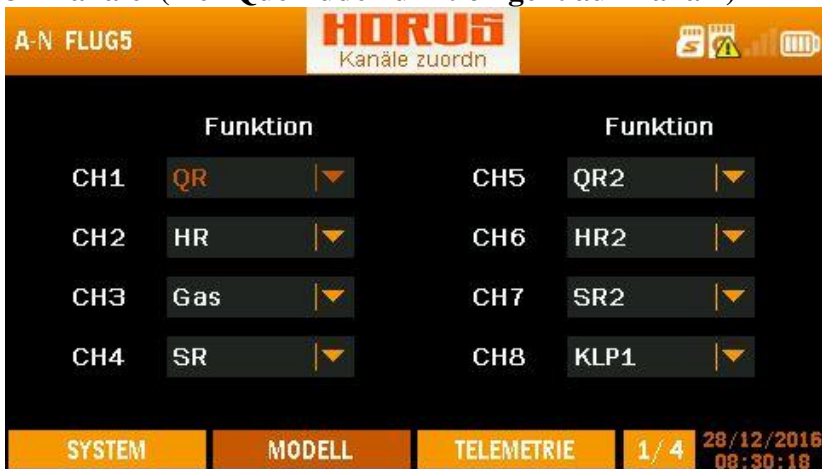 A-N FLUG5
HORUS
Kanäle zuordn
Funktion Funktion
CH1 QR CH5 QR2
CH2 HR CH6 HR2
CH3 Gas CH7 SR2
CH4 SR CH8 KLP1
SYSTEM MODELL TELEMETRIE 1/4 28/12/2016
08:30:18